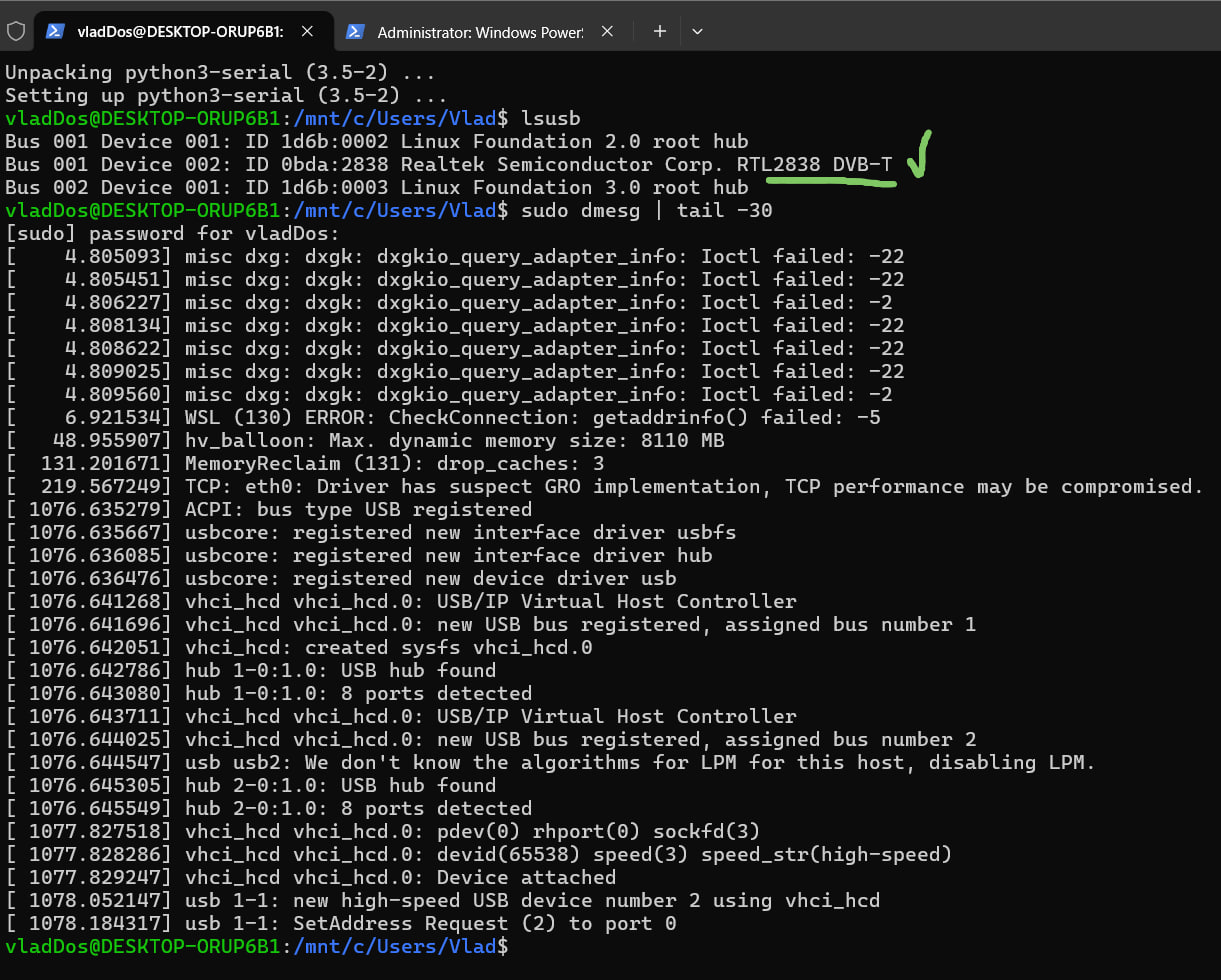 vladDos@DESKTOP-ORUP6B1:
Administrator: Windows Power
Unpacking python3-serial (3.5-2) ...
Setting up python3-serial (3.5-2) ...
vladDos@DESKTOP-ORUP6B1:/mnt/c/Users/Vlad$ lsusb
Bus 001 Device 001: ID 1d6b:0002 Linux Foundation 2.0 root hub
Bus 001 Device 002: ID 0bda:2838 Realtek Semiconductor Corp. RTL2838 DVB-T
Bus 002 Device 001: ID 1d6b:0003 Linux Foundation 3.0 root hub
vladDos@DESKTOP-ORUP6B1:/mnt/c/Users/Vlad$ sudo dmesg | tail -30
[sudo] password for vladDos:
[    4.805093] misc dxg: dxgk: dxgkio_query_adapter_info: Ioctl failed: -22
[    4.805451] misc dxg: dxgk: dxgkio_query_adapter_info: Ioctl failed: -22
[    4.806227] misc dxg: dxgk: dxgkio_query_adapter_info: Ioctl failed: -2
[    4.808134] misc dxg: dxgk: dxgkio_query_adapter_info: Ioctl failed: -22
[    4.808622] misc dxg: dxgk: dxgkio_query_adapter_info: Ioctl failed: -22
[    4.809025] misc dxg: dxgk: dxgkio_query_adapter_info: Ioctl failed: -22
[    4.809560] misc dxg: dxgk: dxgkio_query_adapter_info: Ioctl failed: -2
[    6.921534] WSL (130) ERROR: CheckConnection: getaddrinfo() failed: -5
[   48.955907] hv_balloon: Max. dynamic memory size: 8110 MB
[  131.201671] MemoryReclaim (131): drop_caches: 3
[  219.567249] TCP: eth0: Driver has suspect GRO implementation, TCP performance may be compromised.
[ 1076.635279] ACPI: bus type USB registered
[ 1076.635667] usbcore: registered new interface driver usbfs
[ 1076.636085] usbcore: registered new interface driver hub
[ 1076.636476] usbcore: registered new device driver usb
[ 1076.641268] vhci_hcd vhci_hcd.0: USB/IP Virtual Host Controller
[ 1076.641696] vhci_hcd vhci_hcd.0: new USB bus registered, assigned bus number 1
[ 1076.642051] vhci_hcd: created sysfs vhci_hcd.0
[ 1076.642786] hub 1-0:1.0: USB hub found
[ 1076.643080] hub 1-0:1.0: 8 ports detected
[ 1076.643711] vhci_hcd vhci_hcd.0: USB/IP Virtual Host Controller
[ 1076.644025] vhci_hcd vhci_hcd.0: new USB bus registered, assigned bus number 2
[ 1076.644547] usb usb2: We don't know the algorithms for LPM for this host, disabling LPM.
[ 1076.645305] hub 2-0:1.0: USB hub found
[ 1076.645549] hub 2-0:1.0: 8 ports detected
[ 1077.827518] vhci_hcd vhci_hcd.0: pdev(0) rhport(0) sockfd(3)
[ 1077.828286] vhci_hcd vhci_hcd.0: devid(65538) speed(3) speed_str(high-speed)
[ 1077.829247] vhci_hcd vhci_hcd.0: Device attached
[ 1078.052147] usb 1-1: new high-speed USB device number 2 using vhci_hcd
[ 1078.184317] usb 1-1: SetAddress Request (2) to port 0
vladDos@DESKTOP-ORUP6B1:/mnt/c/Users/Vlad$